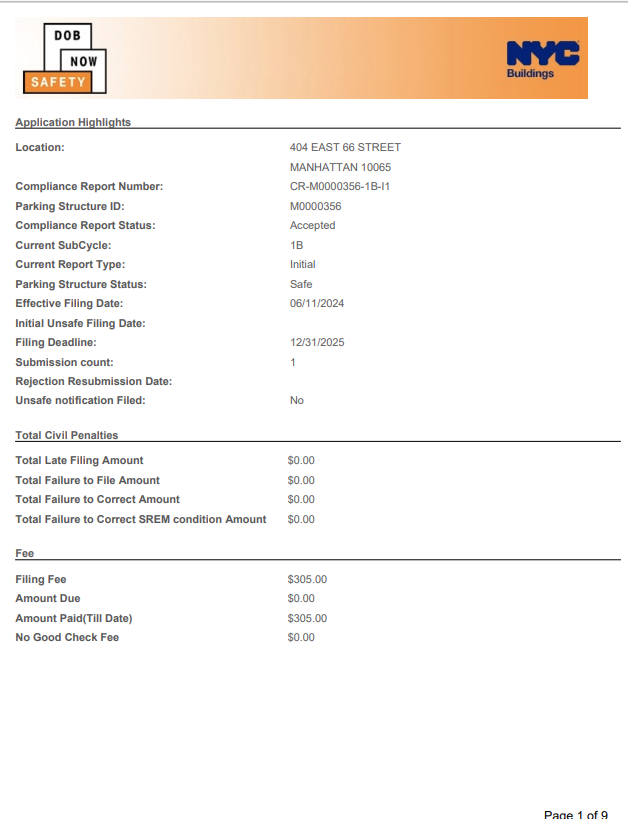 DOB
NOW
SAFETY
NYC
Buildings
Application Highlights
Location: 404 EAST 66 STREET
MANHATTAN 10065
Compliance Report Number: CR-M0000356-1B-I1
Parking Structure ID: M0000356
Compliance Report Status: Accepted
Current SubCycle: 1B
Current Report Type: Initial
Parking Structure Status: Safe
Effective Filing Date: 06/11/2024
Initial Unsafe Filing Date:
Filing Deadline: 12/31/2025
Submission count: 1
Rejection Resubmission Date:
Unsafe notification Filed: No
Total Civil Penalties
Total Late Filing Amount $0.00
Total Failure to File Amount $0.00
Total Failure to Correct Amount $0.00
Total Failure to Correct SREM condition Amount $0.00
Fee
Filing Fee $305.00
Amount Due $0.00
Amount Paid(Till Date) $305.00
No Good Check Fee $0.00
Page 1 of 9